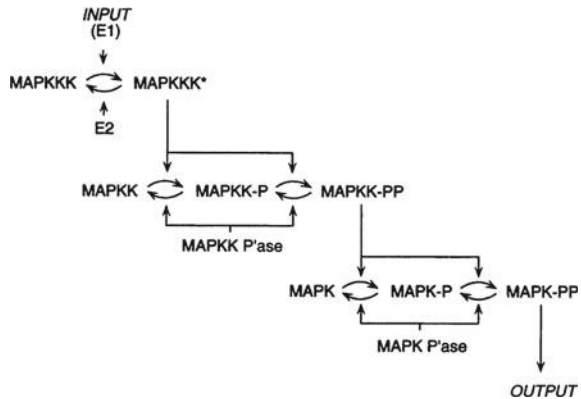 INPUT
(E1)
MAPKKK MAPKKK*
E2
MAPKK MAPKK-P MAPKK-PP
MAPKK P'ase
MAPK MAPK-P MAPK-PP
MAPK P'ase
OUTPUT